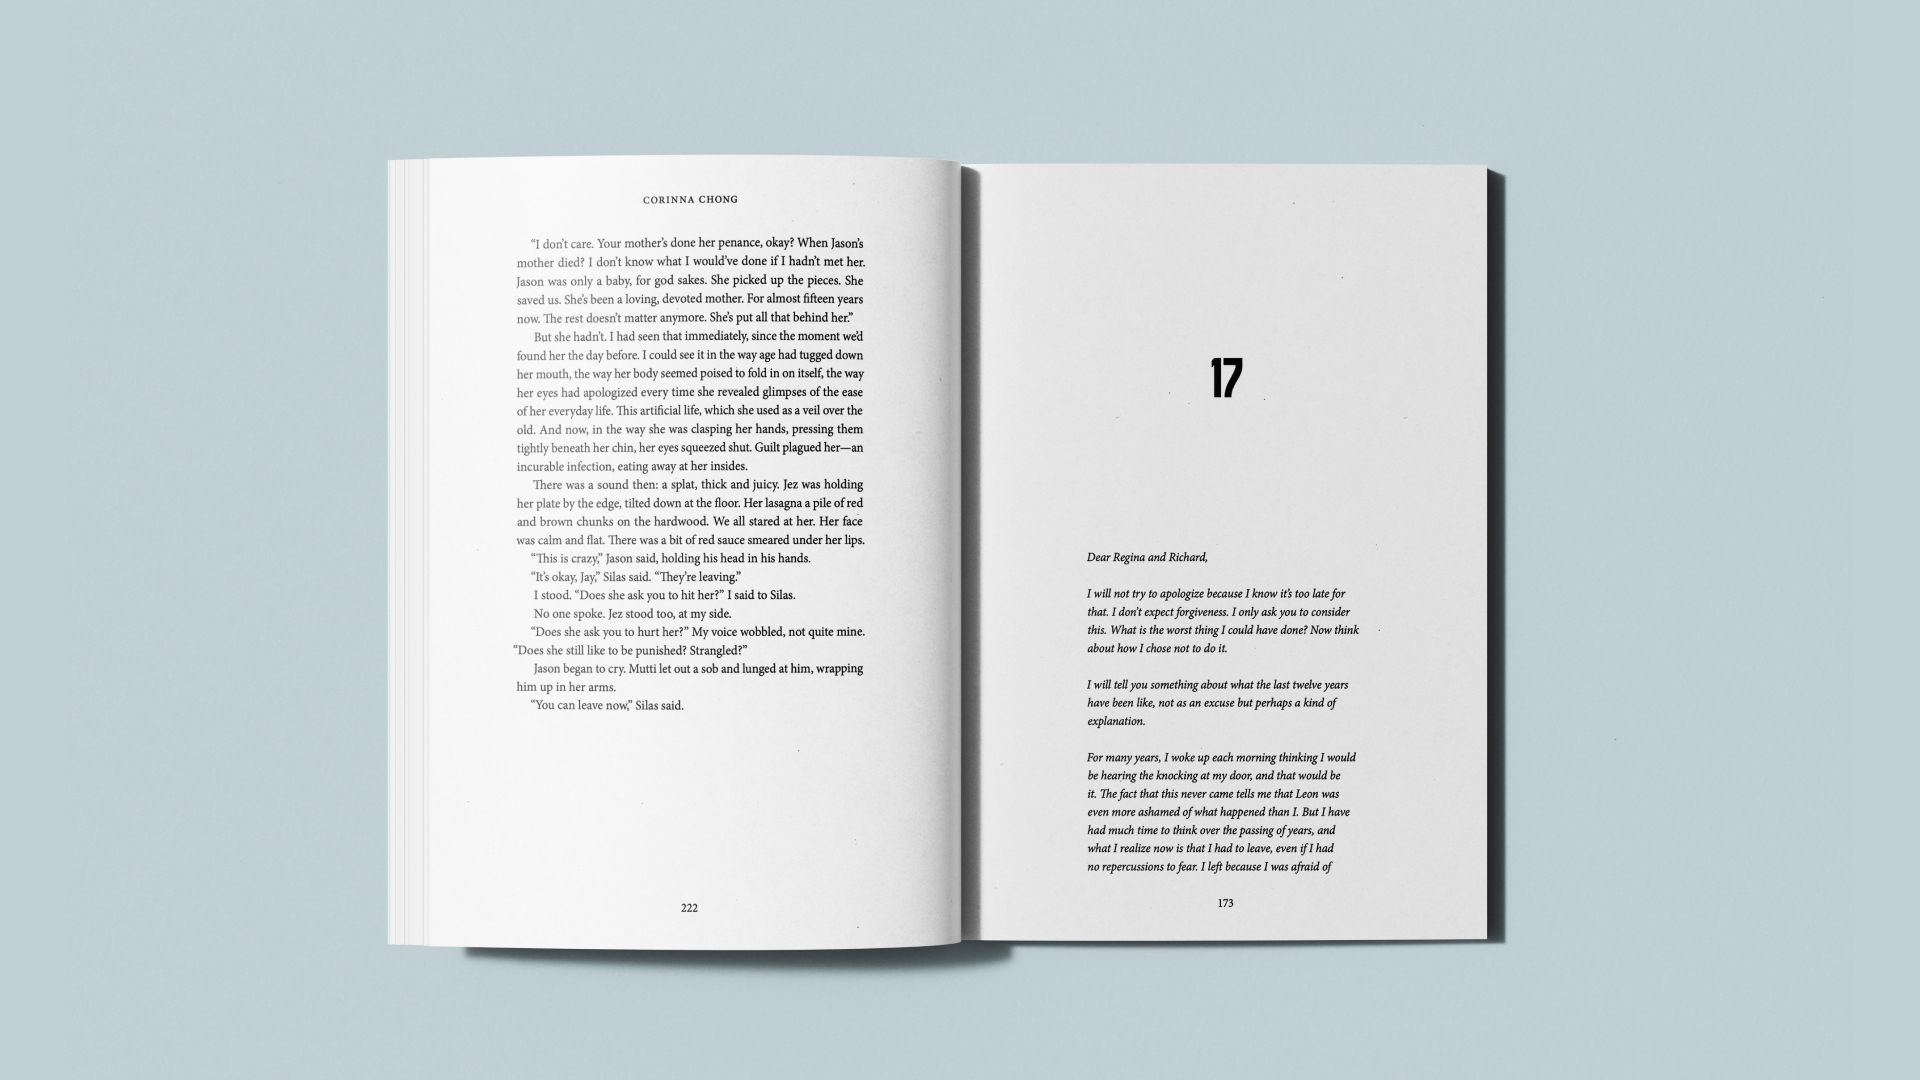 CORINNA CHONG
“I don’t care. Your mother’s done her penance, okay? When Jason’s
mother died? I don’t know what I would’ve done if I hadn’t met her.
Jason was only a baby, for god sakes. She picked up the pieces. She
saved us. She’s been a loving, devoted mother. For almost fifteen years
now. The rest doesn’t matter anymore. She’s put all that behind her.”
But she hadn’t. I had seen that immediately, since the moment we’d
found her the day before. I could see it in the way age had tugged down
her mouth, the way her body seemed poised to fold in on itself, the way
her eyes had apologized every time she revealed glimpses of the ease
of her everyday life. This artificial life, which she used as a veil over the
old. And now, in the way she was clasping her hands, pressing them
tightly beneath her chin, her eyes squeezed shut. Guilt plagued her—an
incurable infection, eating away at her insides.
There was a sound then: a splat, thick and juicy. Jez was holding
her plate by the edge, tilted down at the floor. Her lasagna a pile of red
and brown chunks on the hardwood. We all stared at her. Her face
was calm and flat. There was a bit of red sauce smeared under her lips.
“This is crazy,” Jason said, holding his head in his hands.
“It’s okay, Jay,” Silas said. “They’re leaving.”
I stood. “Does she ask you to hit her?” I said to Silas.
No one spoke. Jez stood too, at my side.
“Does she ask you to hurt her?” My voice wobbled, not quite mine.
“Does she still like to be punished? Strangled?”
Jason began to cry. Mutti let out a sob and lunged at him, wrapping
him up in her arms.
“You can leave now,” Silas said.
222
17
Dear Regina and Richard,
I will not try to apologize because I know it’s too late for
that. I don’t expect forgiveness. I only ask you to consider
this. What is the worst thing I could have done? Now think
about how I chose not to do it.
I will tell you something about what the last twelve years
have been like, not as an excuse but perhaps a kind of
explanation.
For many years, I woke up each morning thinking I would
be hearing the knocking at my door, and that would be
it. The fact that this never came tells me that Leon was
even more ashamed of what happened than I. But I have
had much time to think over the passing of years, and
what I realize now is that I had to leave, even if I had
no repercussions to fear. I left because I was afraid of
173